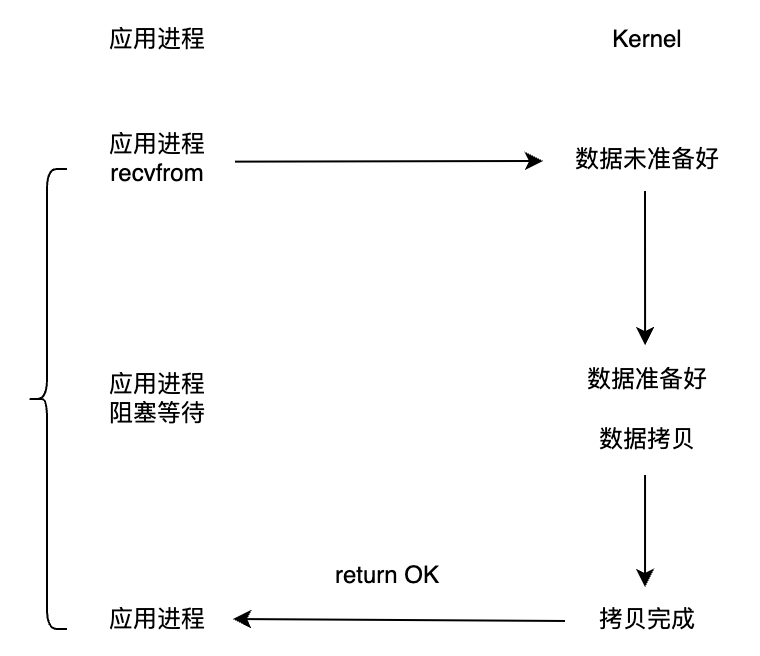 应用进程
Kernel
应用进程
recvfrom
数据未准备好
应用进程
阻塞等待
数据准备好
数据拷贝
return OK
应用进程
拷贝完成